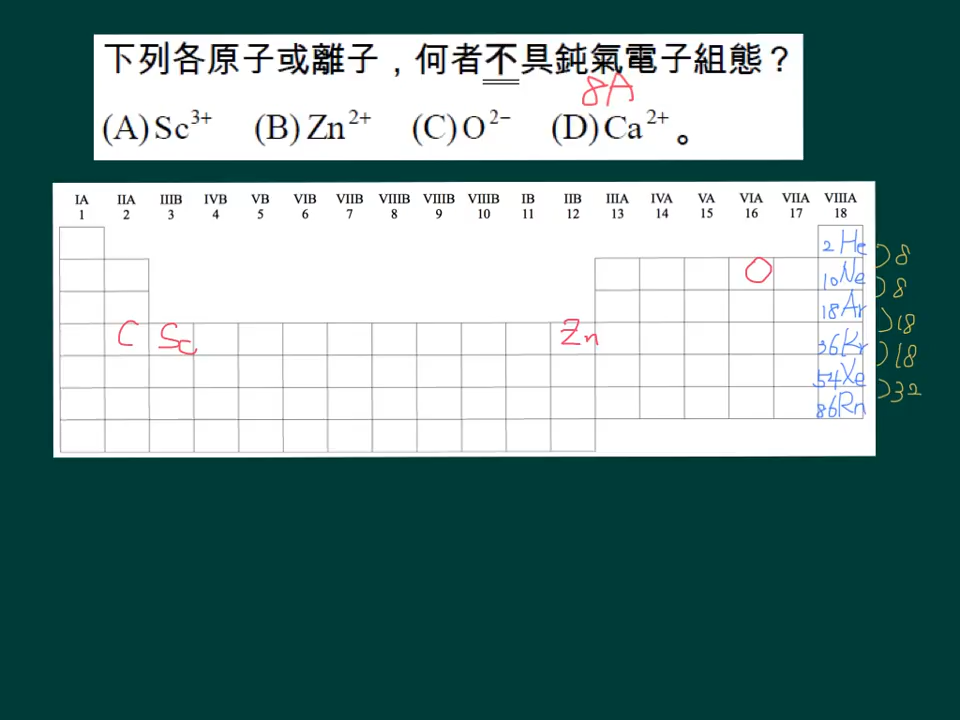 下列各原子或離子，何者不具鈍氣電子組態？
8A
(A) Sc3+ (B) Zn2+ (C) O2− (D) Ca2+。
IA IIA IIIB IVB VB VIB VIIB VIIIB VIIIB VIIIB IB IIB IIIA IVA VA VIA VIIA VIIIA
1 2 3 4 5 6 7 8 9 10 11 12 13 14 15 16 17 18
2He
)8
O 10Ne
)8
18Ar
)18
C Sc Zn 36Kr
)18
54Xe
)32
86Rn